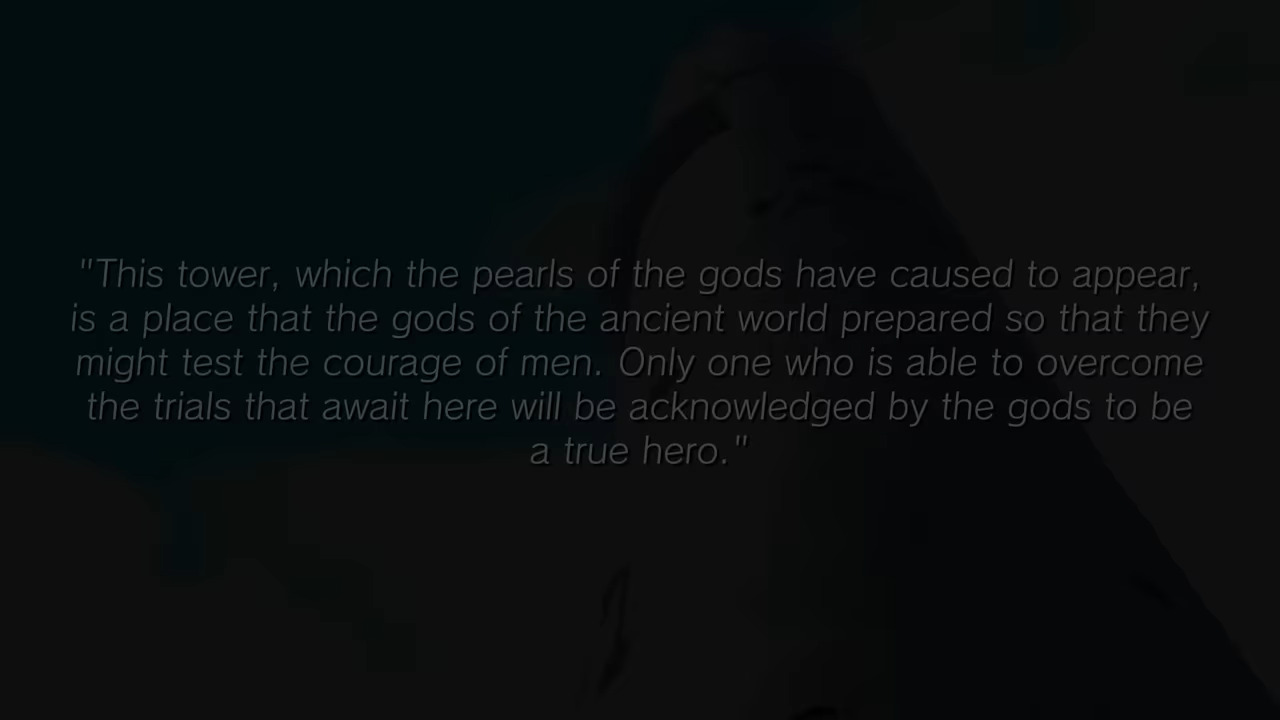 "This tower, which the pearls of the gods have caused to appear,
is a place that the gods of the ancient world prepared so that they
might test the courage of men. Only one who is able to overcome
the trials that await here will be acknowledged by the gods to be
a true hero."